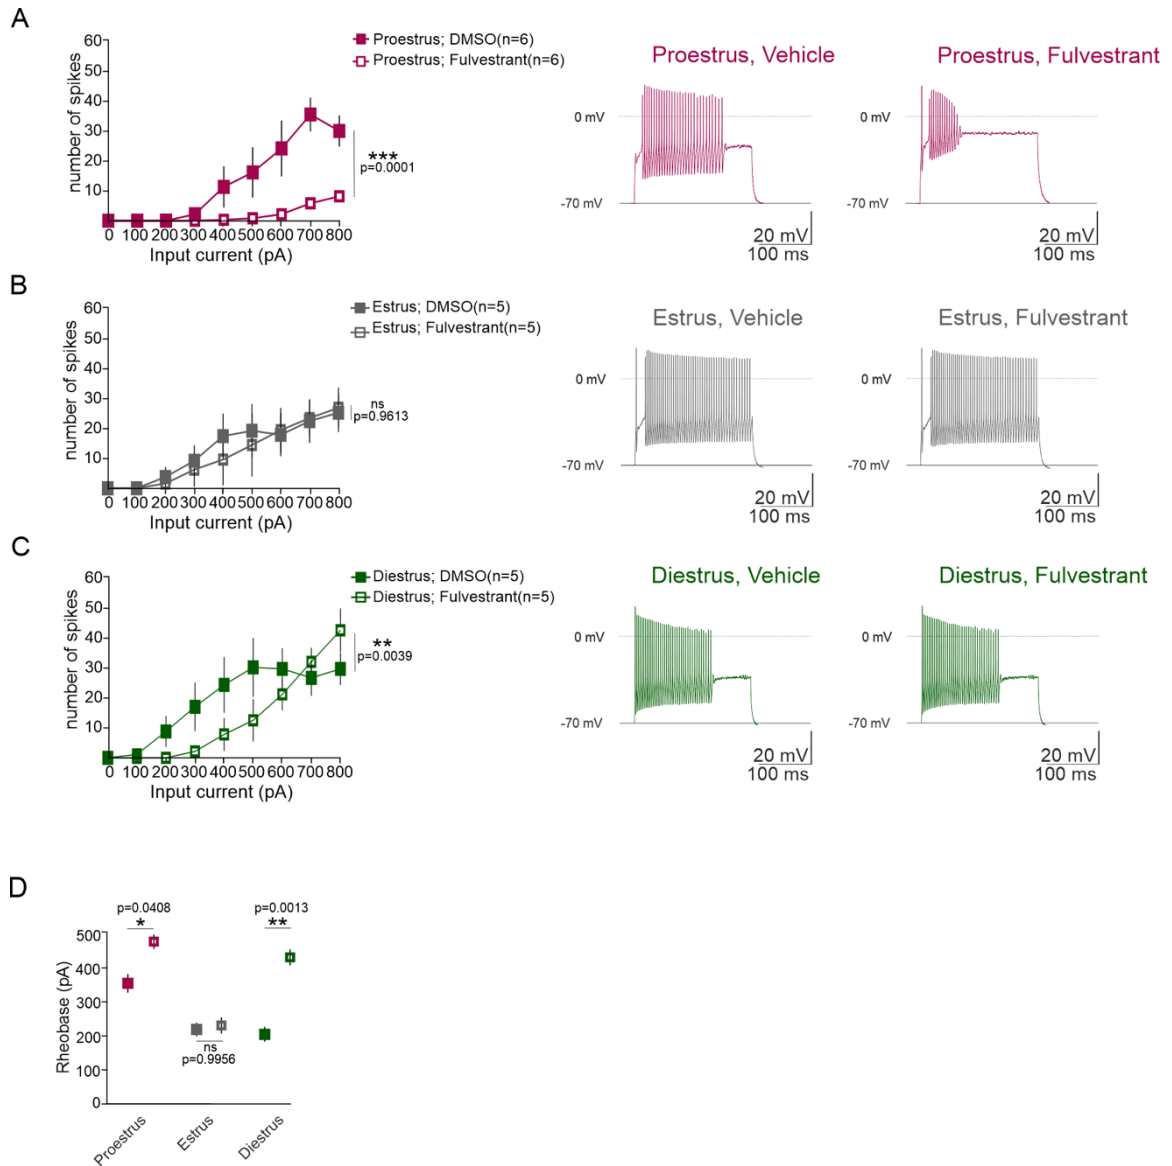 A
number of spikes
60
50
40
30
20
10
0 100 200 300 400 500 600 700 800
Input current (pA)
Proestrus; DMSO(n=6)
Proestrus; Fulvestrant(n=6)
***
p=0.0001
Proestrus, Vehicle
0 mV
-70 mV
20 mV
100 ms
Proestrus, Fulvestrant
0 mV
-70 mV
20 mV
100 ms
B
number of spikes
60
50
40
30
20
10
0 100 200 300 400 500 600 700 800
Input current (pA)
Estrus; DMSO(n=5)
Estrus; Fulvestrant(n=5)
ns
p=0.9613
Estrus, Vehicle
0 mV
-70 mV
20 mV
100 ms
Estrus, Fulvestrant
0 mV
-70 mV
20 mV
100 ms
C
number of spikes
60
50
40
30
20
10
0 100 200 300 400 500 600 700 800
Input current (pA)
Diestrus; DMSO(n=5)
Diestrus; Fulvestrant(n=5)
**
p=0.0039
Diestrus, Vehicle
0 mV
-70 mV
20 mV
100 ms
Diestrus, Fulvestrant
0 mV
-70 mV
20 mV
100 ms
D
Rheobase (pA)
500
400
300
200
100
0
p=0.0408
*
ns
p=0.9956
p=0.0013
**
Proestrus
Estrus
Diestrus